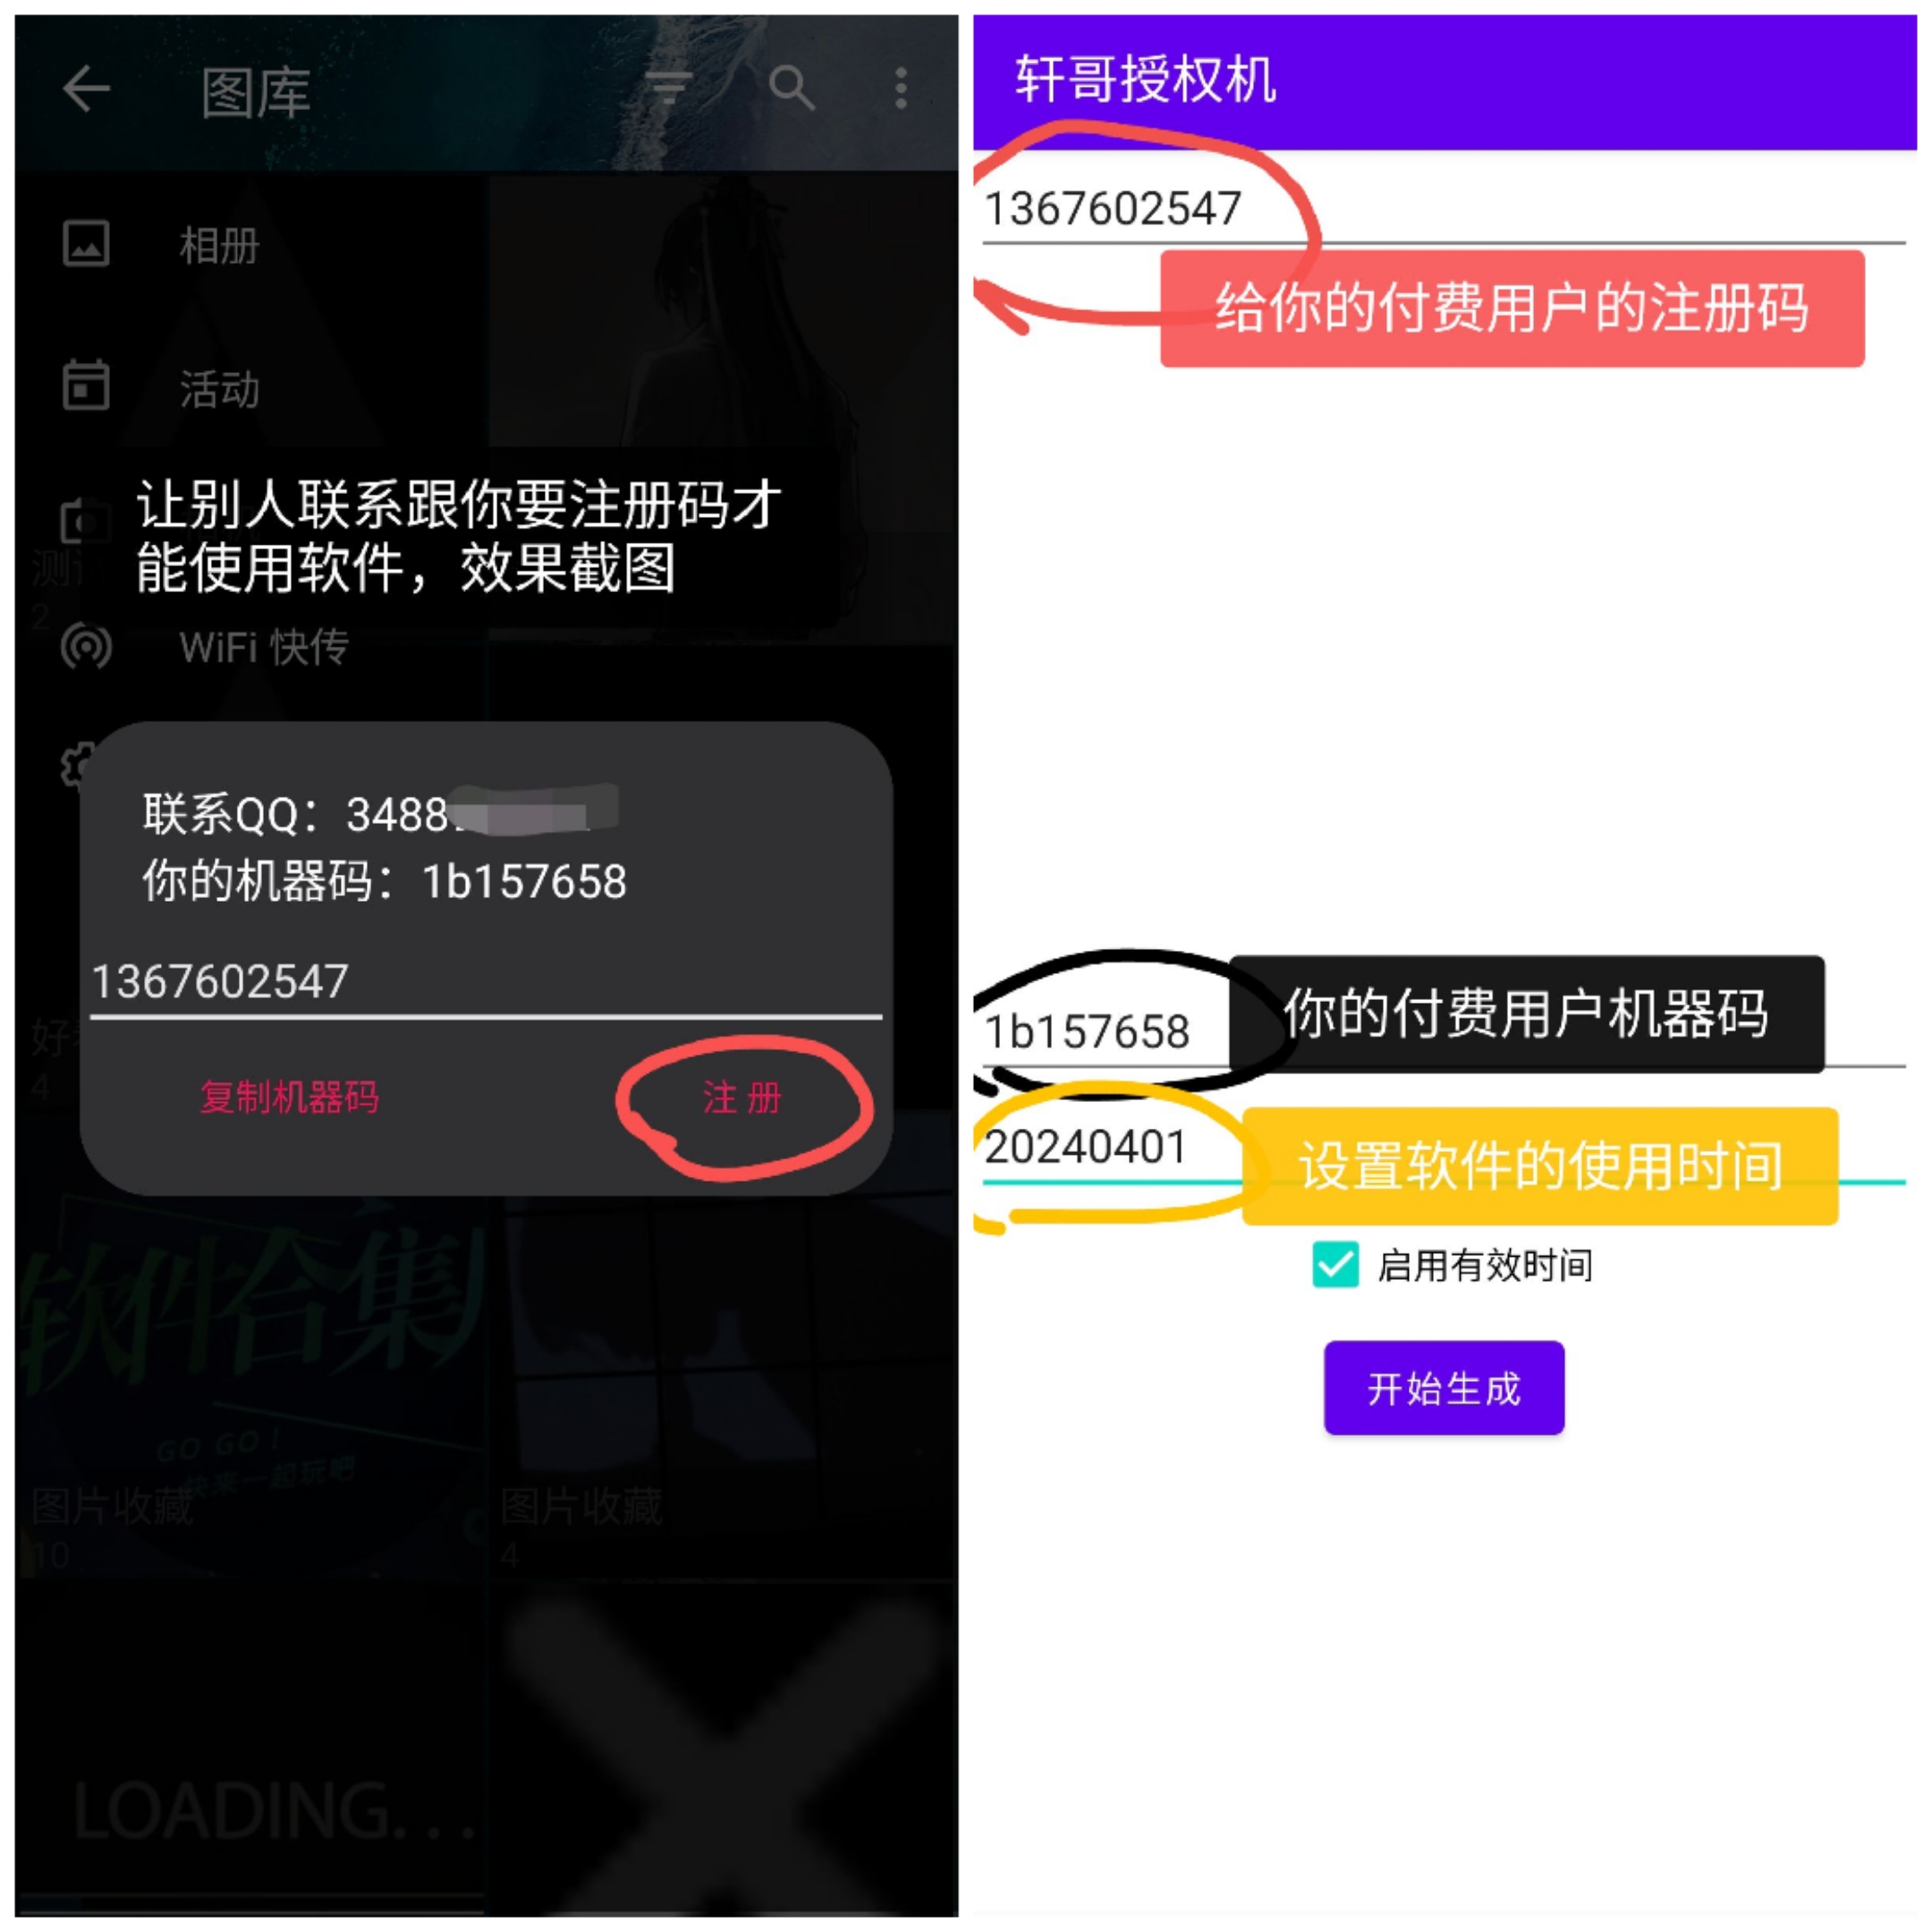 图库
相册
活动
让别人联系跟你要注册码才
能使用软件，效果截图
2
WiFi 快传
联系QQ：3488
你的机器码：1b157658
1367602547
4
复制机器码
注 册
软件合集
GO GO！
快来一起玩吧
图片收藏
10
图片收藏
4
LOADING...
轩哥授权机
1367602547
给你的付费用户的注册码
1b157658
你的付费用户机器码
20240401
设置软件的使用时间
启用有效时间
开始生成